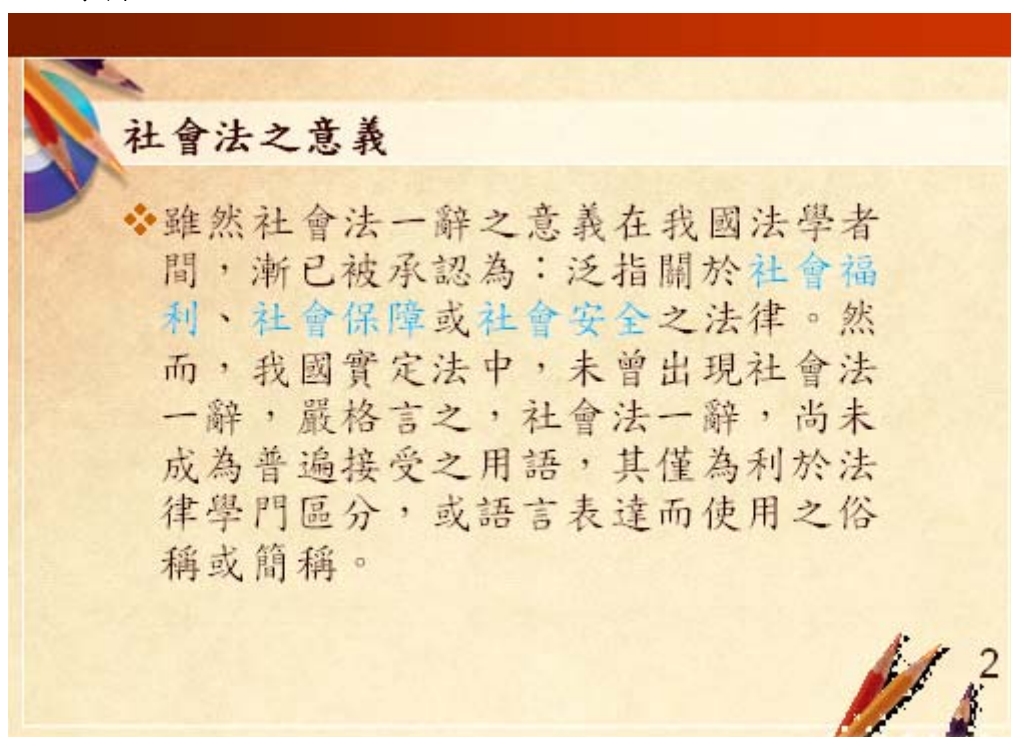 社會法之意義
❖雖然社會法一辭之意義在我國法學者
間，漸已被承認為：泛指關於社會福
利、社會保障或社會安全之法律。然
而，我國實定法中，未曾出現社會法
一辭，嚴格言之，社會法一辭，尚未
成為普遍接受之用語，其僅為利於法
律學門區分，或語言表達而使用之俗
稱或簡稱。
2